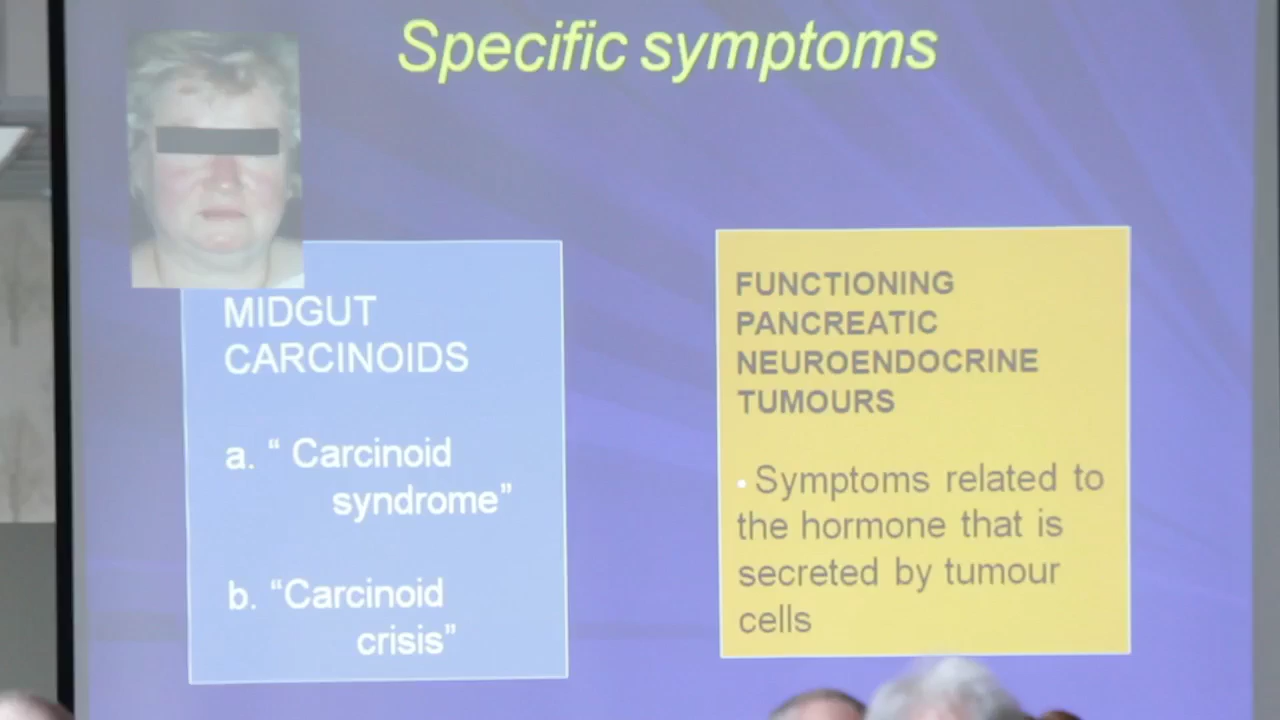 Specific symptoms
MIDGUT
CARCINOIDS
a. “ Carcinoid
syndrome”
b. “Carcinoid
crisis”
FUNCTIONING
PANCREATIC
NEUROENDOCRINE
TUMOURS
• Symptoms related to
the hormone that is
secreted by tumour
cells